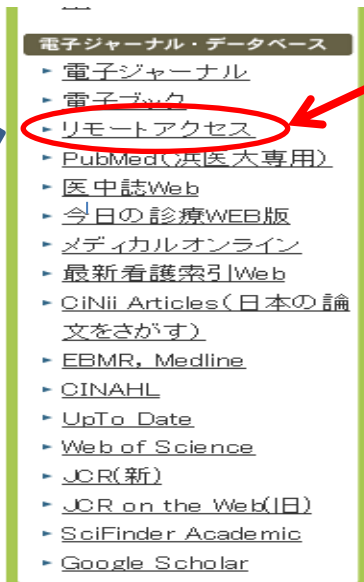 電子ジャーナル・データベース
電子ジャーナル
電子ブック
リモートアクセス
PubMed(浜医大専用)
医中誌Web
今日の診療WEB版
メディカルオンライン
最新看護索引Web
CiNii Articles(日本の論
文をさがす)
EBMR, Medline
CINAHL
UpTo Date
Web of Science
JCR(新)
JCR on the Web(旧)
SciFinder Academic
Google Scholar